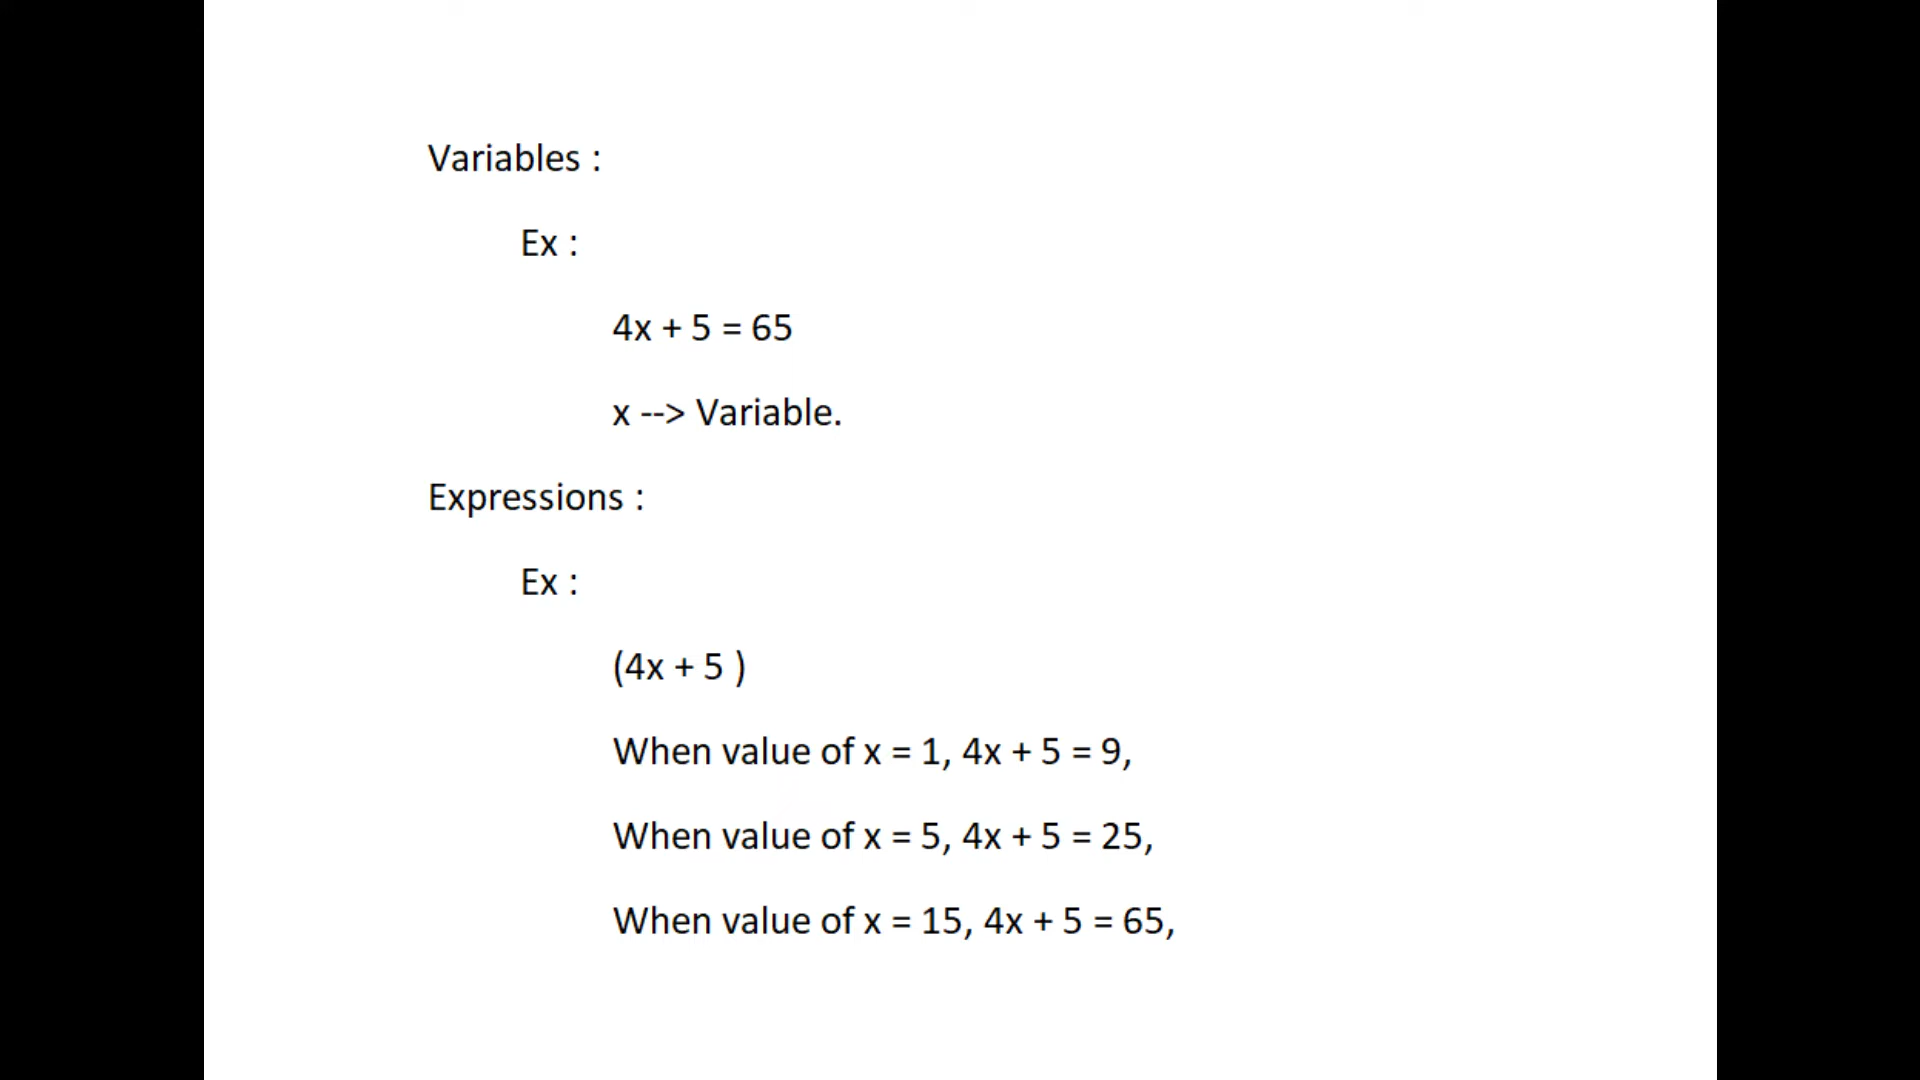 Variables :
Ex :
4x + 5 = 65
x --> Variable.
Expressions :
Ex :
(4x + 5 )
When value of x = 1, 4x + 5 = 9,
When value of x = 5, 4x + 5 = 25,
When value of x = 15, 4x + 5 = 65,